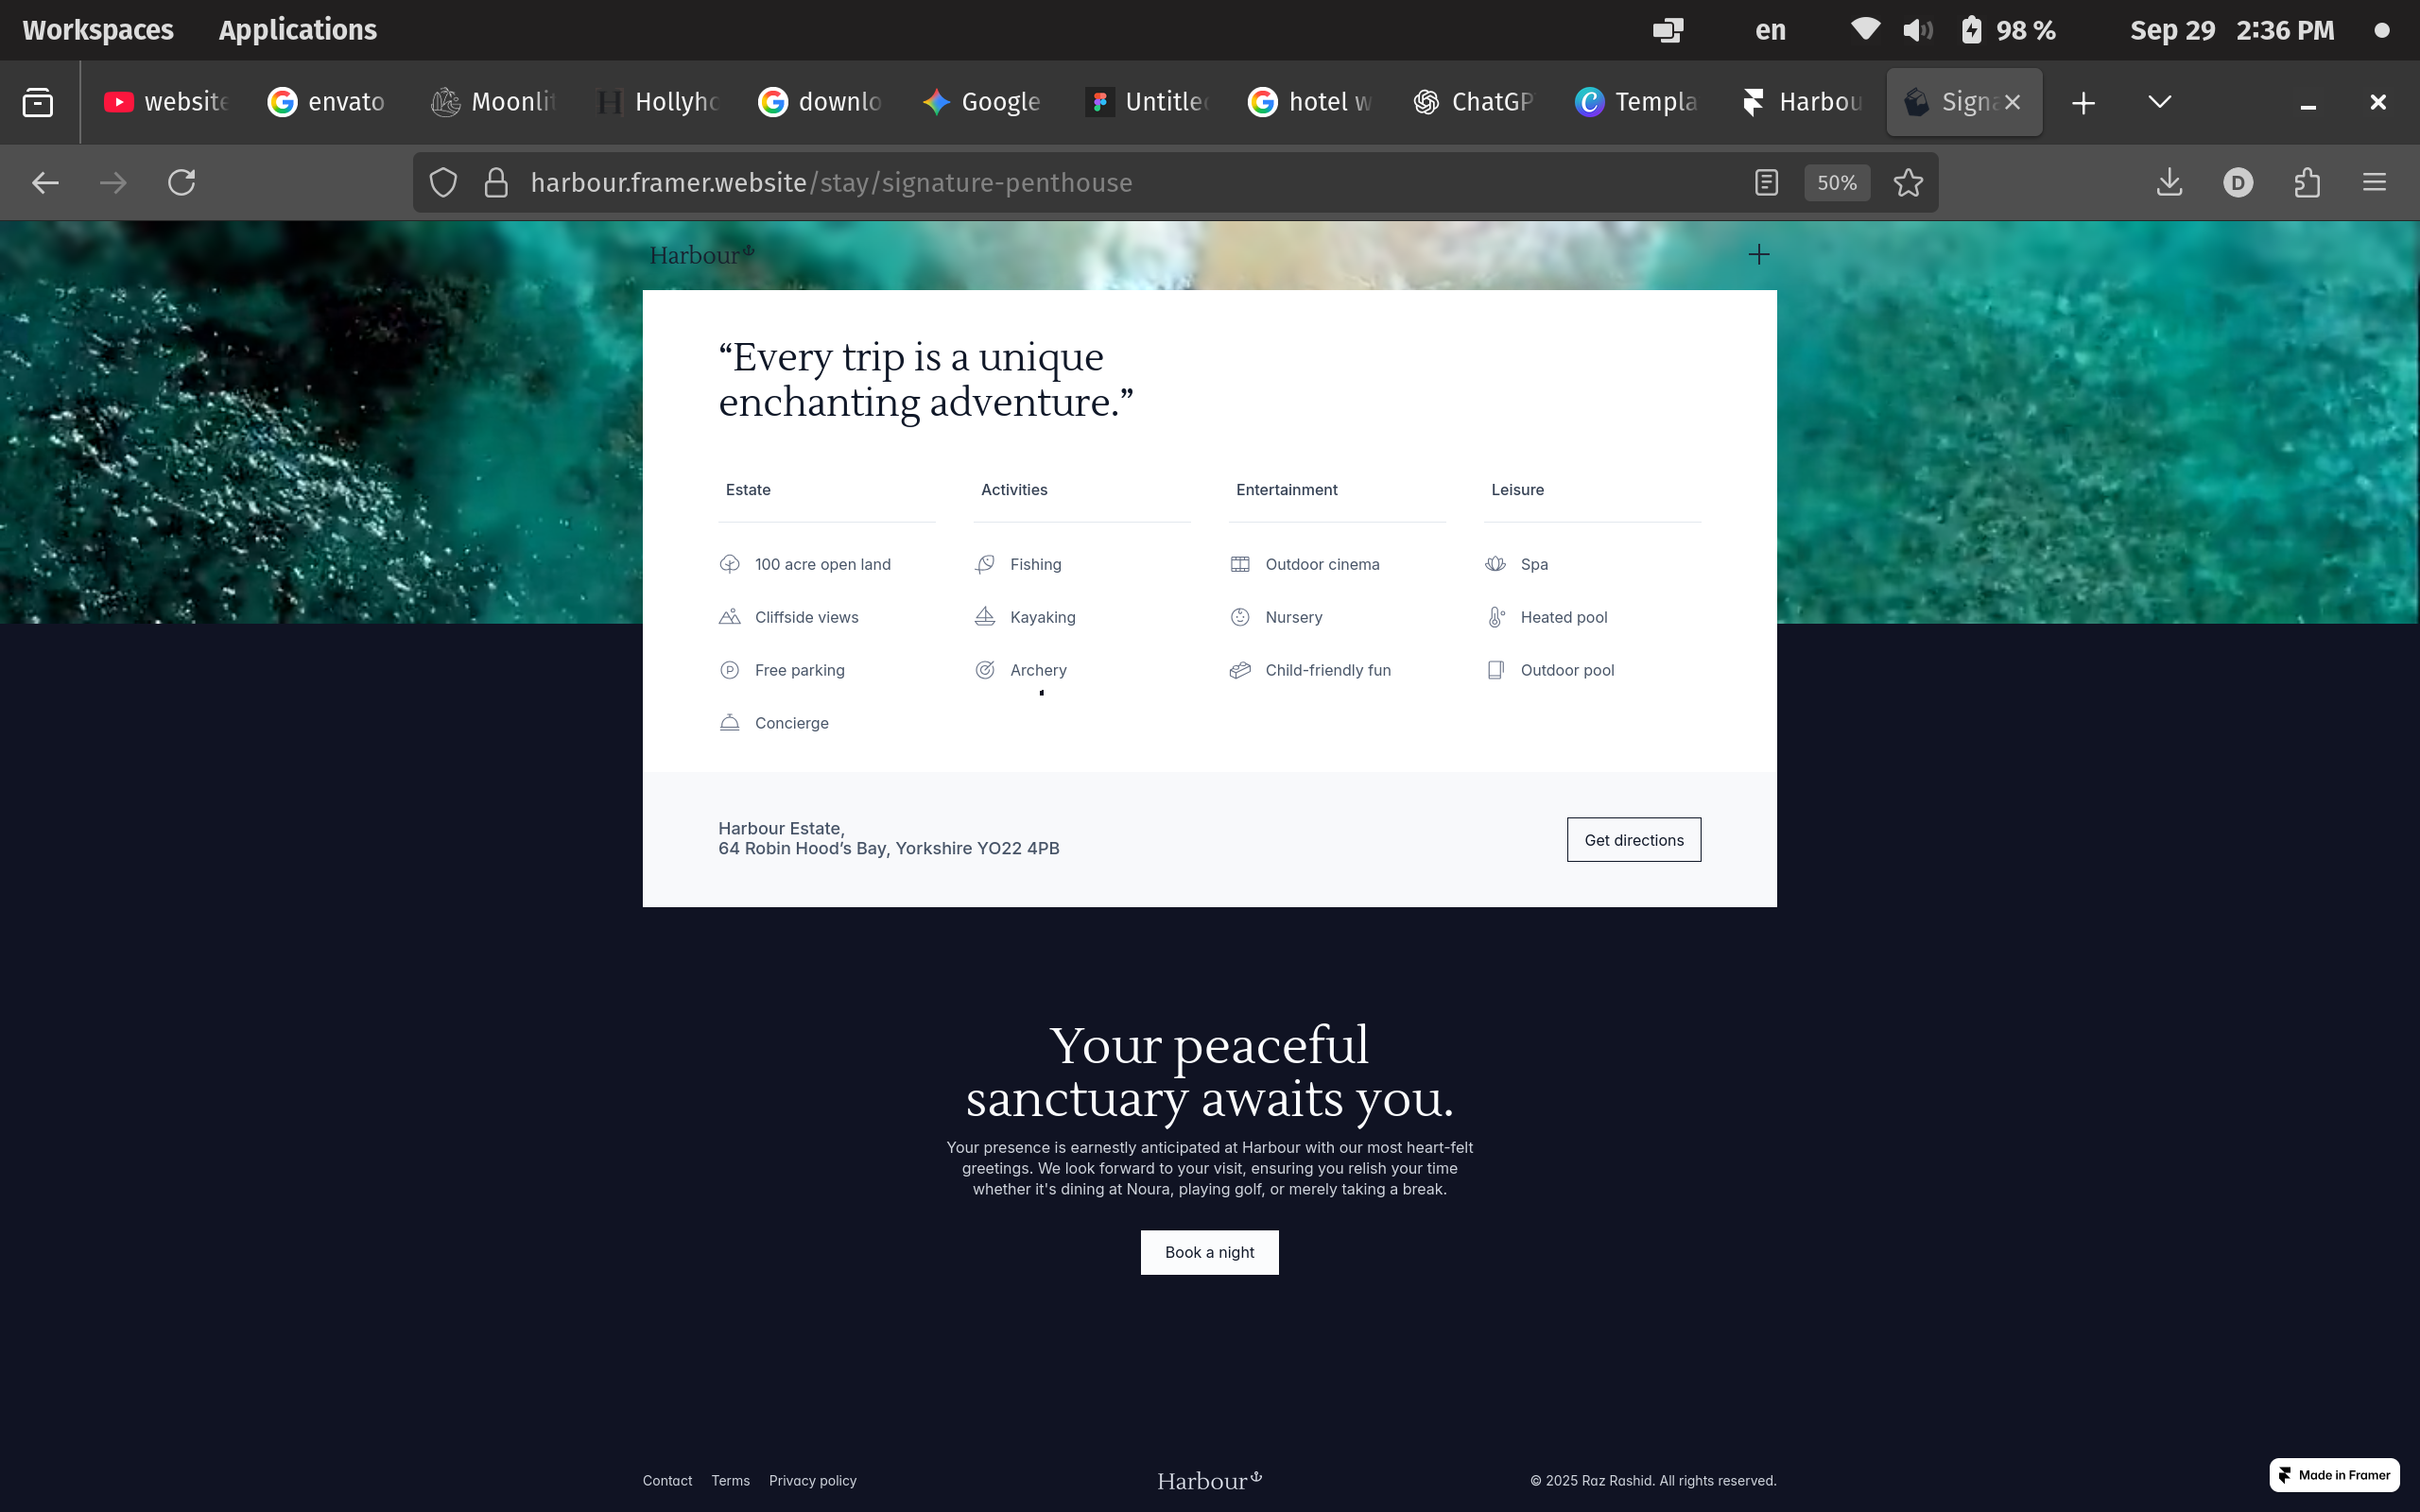 Workspaces Applications en 98 % Sep 29 2:36 PM
website envato Moonlit Hollyho downlo Google Untitled hotel w ChatGP Templa Harbou Signa
harbour.framer.website/stay/signature-penthouse 50% D
Harbour
“Every trip is a unique
enchanting adventure.”
Estate Activities Entertainment Leisure
100 acre open land Fishing Outdoor cinema Spa
Cliffside views Kayaking Nursery Heated pool
Free parking Archery Child-friendly fun Outdoor pool
Concierge
Harbour Estate,
64 Robin Hood’s Bay, Yorkshire YO22 4PB
Get directions
Your peaceful
sanctuary awaits you.
Your presence is earnestly anticipated at Harbour with our most heart-felt
greetings. We look forward to your visit, ensuring you relish your time
whether it's dining at Noura, playing golf, or merely taking a break.
Book a night
Contact Terms Privacy policy Harbour © 2025 Raz Rashid. All rights reserved. Made in Framer